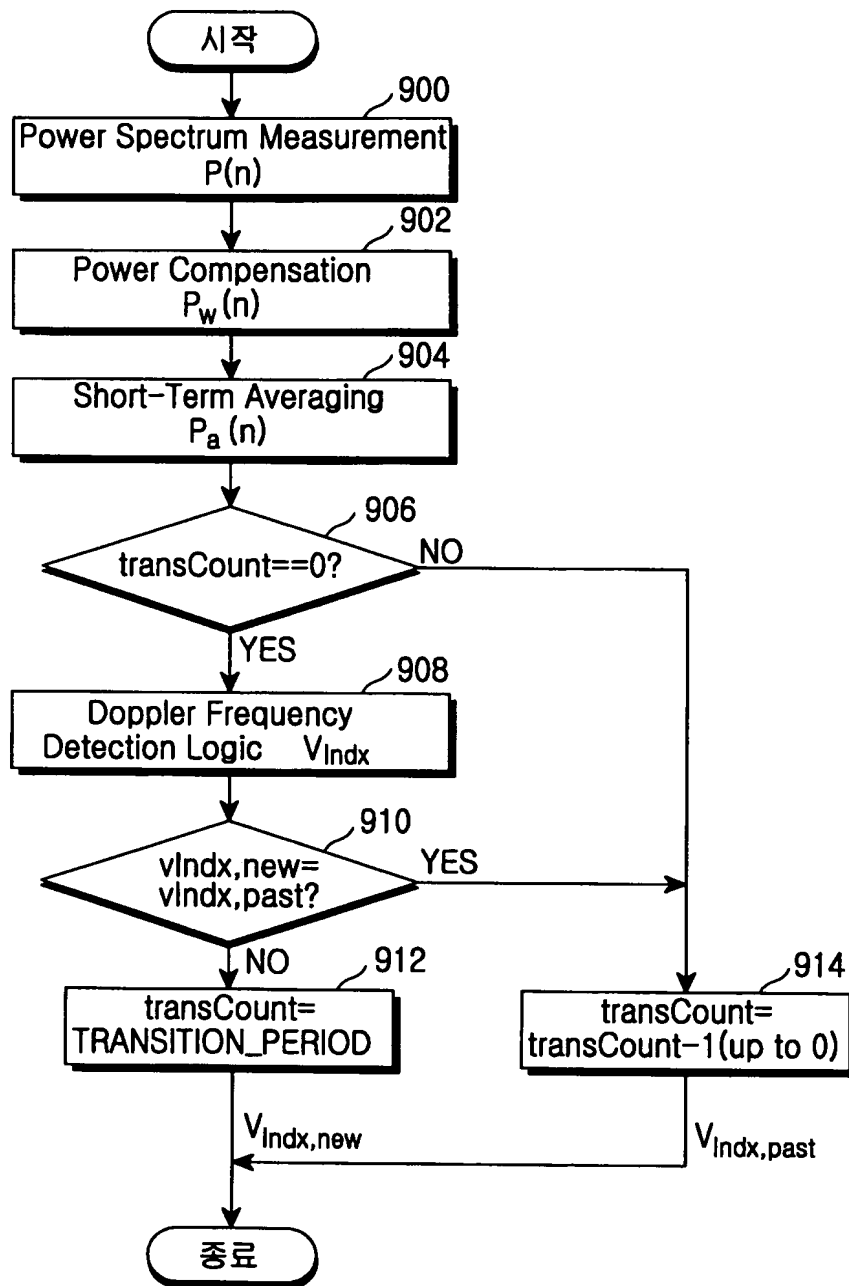 시작
900
Power Spectrum Measurement
P(n)
902
Power Compensation
Pw(n)
904
Short-Term Averaging
Pa(n)
906
transCount==0?
NO
YES
908
Doppler Frequency
Detection Logic VIndx
910
vIndx,new=
vIndx,past?
YES
NO
912
transCount=
TRANSITION_PERIOD
914
transCount=
transCount-1(up to 0)
VIndx,new
VIndx,past
종료